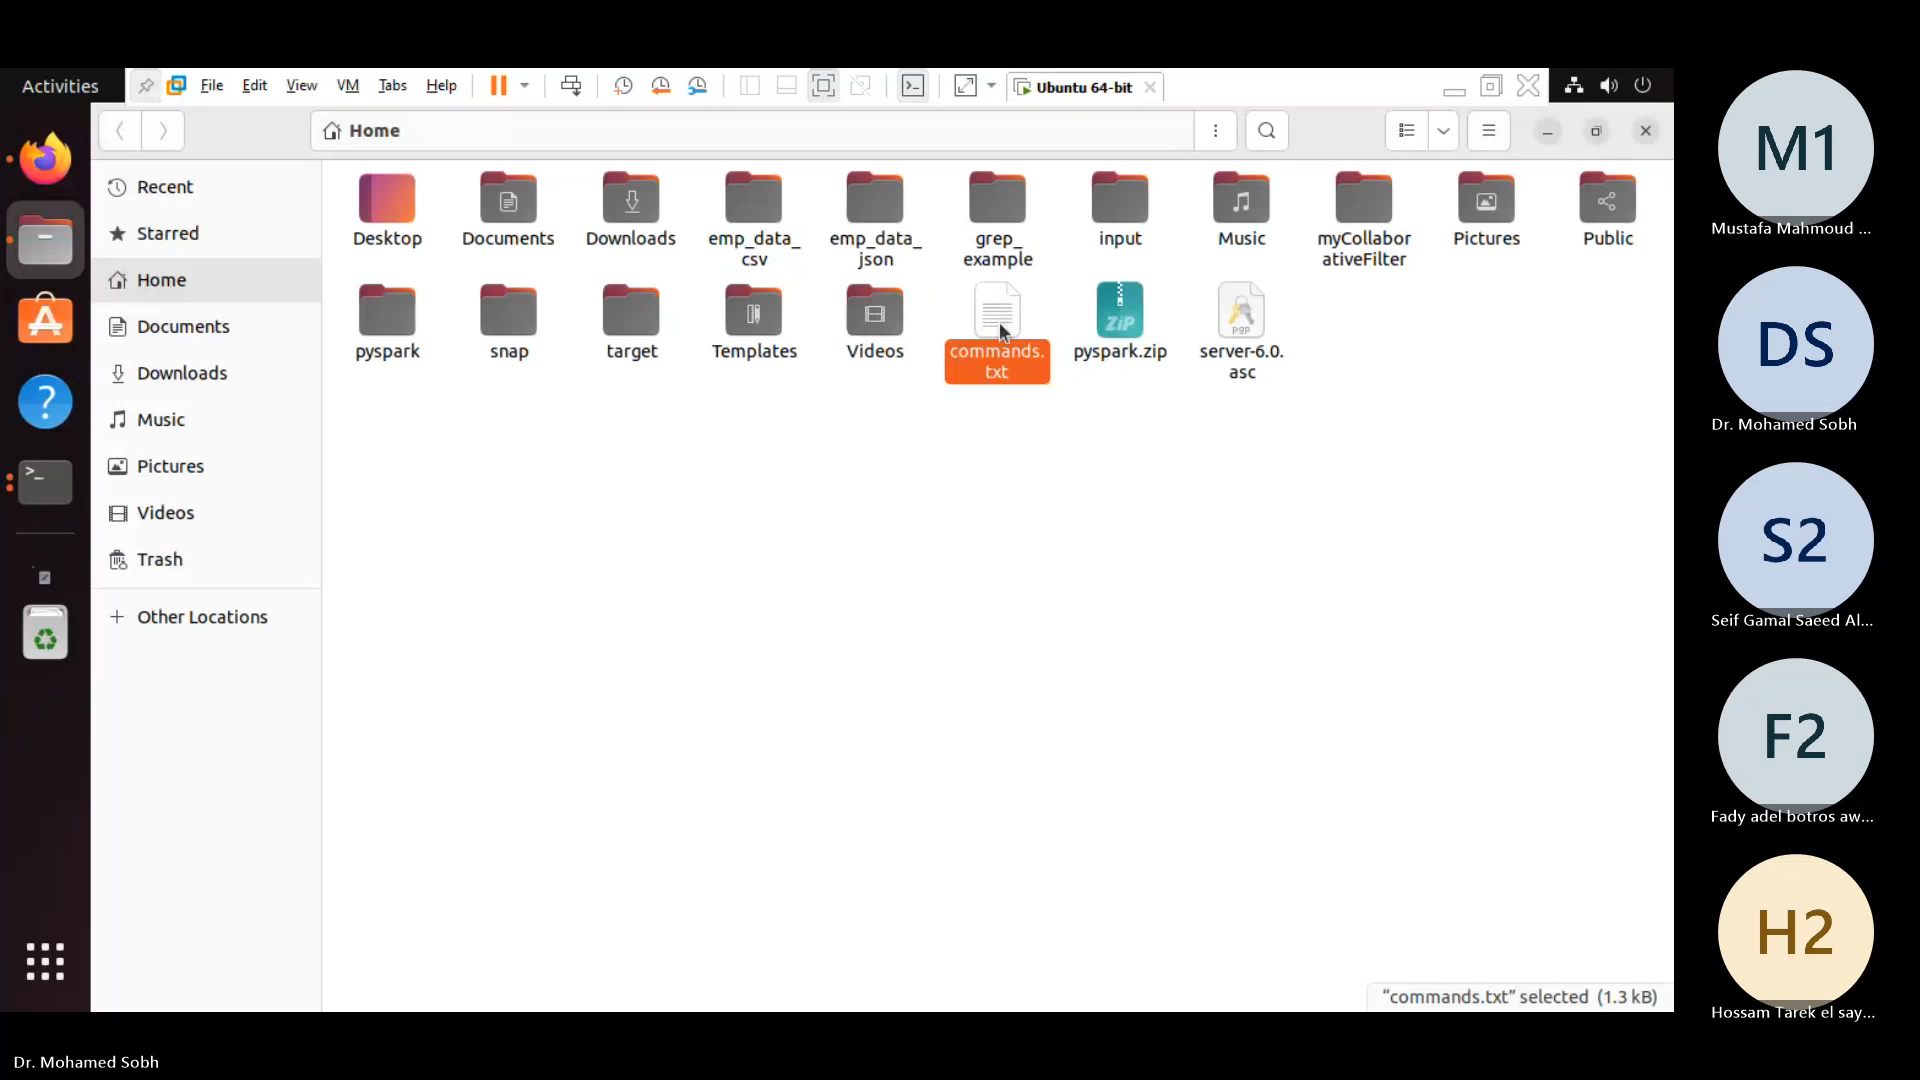 Activities
File Edit View VM Tabs Help
Ubuntu 64-bit
Home
Recent
Starred
Home
Documents
Downloads
Music
Pictures
Videos
Trash
Other Locations
Desktop
Documents
Downloads
emp_data_
csv
emp_data_
json
grep_
example
input
Music
myCollabor
ativeFilter
Pictures
Public
pyspark
snap
target
Templates
Videos
commands.
txt
ZiP
pyspark.zip
pgp
server-6.0.
asc
“commands.txt” selected (1.3 kB)
M1
Mustafa Mahmoud ...
DS
Dr. Mohamed Sobh
S2
Seif Gamal Saeed Al...
F2
Fady adel botros aw...
H2
Hossam Tarek el say...
Dr. Mohamed Sobh